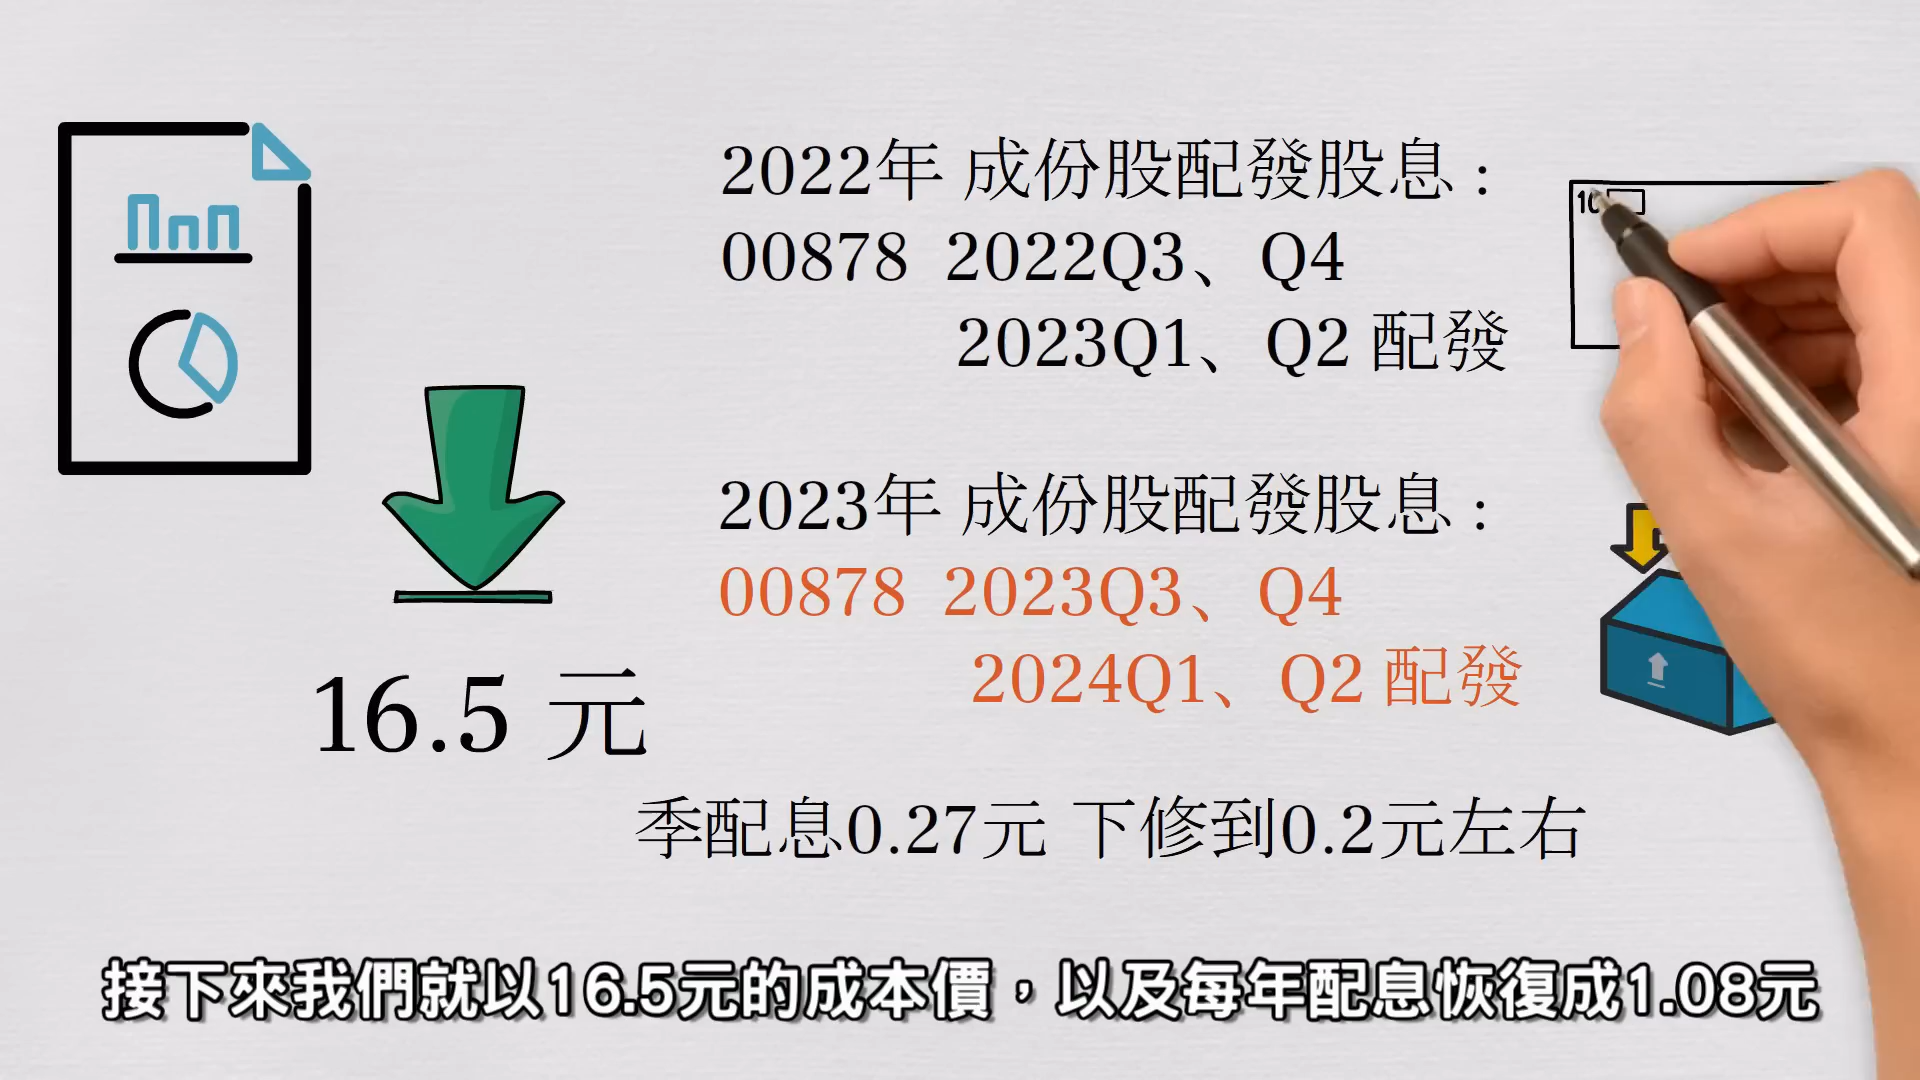 2022年 成份股配發股息：
00878 2022Q3、Q4
2023Q1、Q2 配發
2023年 成份股配發股息：
00878 2023Q3、Q4
2024Q1、Q2 配發
16.5 元
季配息0.27元 下修到0.2元左右
接下來我們就以16.5元的成本價，以及每年配息恢復成1.08元